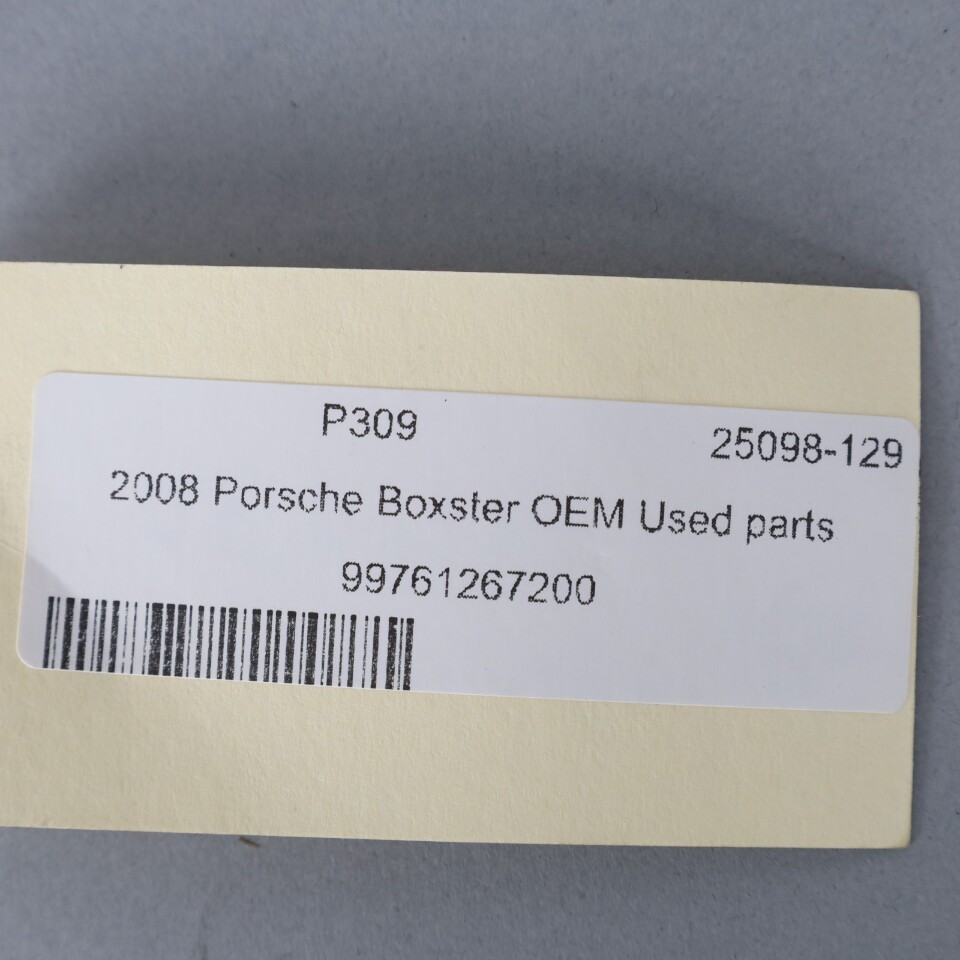 P309 25098-129
2008 Porsche Boxster OEM Used parts
99761267200